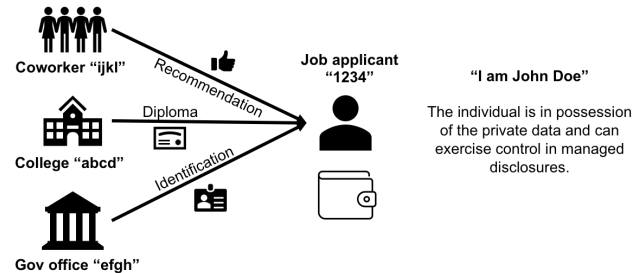 Coworker “ijkl”
Recommendation
Diploma
College “abcd”
Identification
Gov office “efgh”
Job applicant
“1234”
“I am John Doe”
The individual is in possession
of the private data and can
exercise control in managed
disclosures.